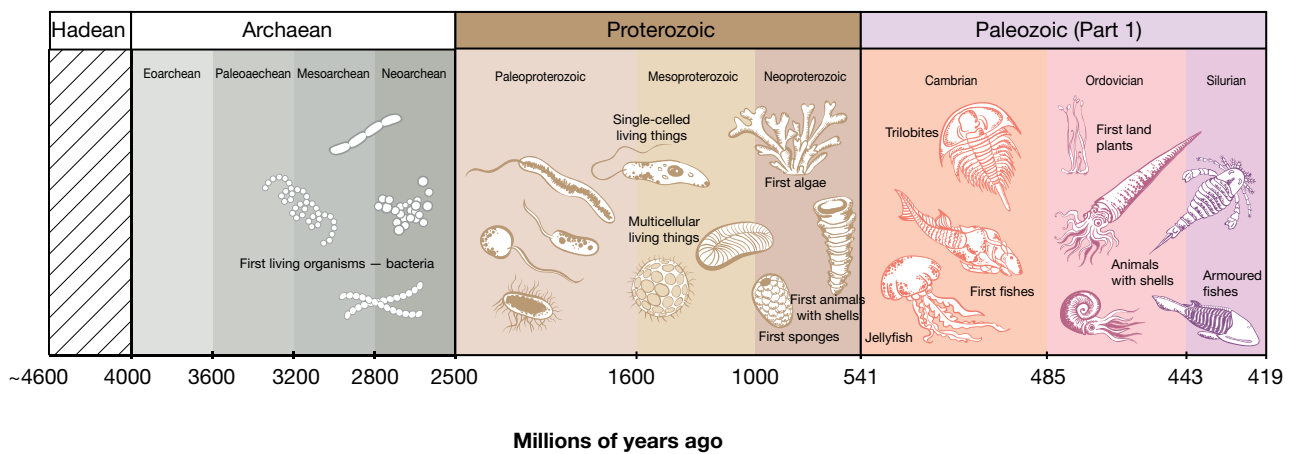 Hadean
Archaean
Proterozoic
Paleozoic (Part 1)
Eoarchean
Paleoaechean
Mesoarchean
Neoarchean
Paleoproterozoic
Mesoproterozoic
Neoproterozoic
Cambrian
Ordovician
Silurian
First living organisms — bacteria
Single-celled
living things
Multicellular
living things
First algae
First animals
with shells
First sponges
Trilobites
First fishes
Jellyfish
First land
plants
Animals
with shells
Armoured
fishes
~4600
4000
3600
3200
2800
2500
1600
1000
541
485
443
419
Millions of years ago